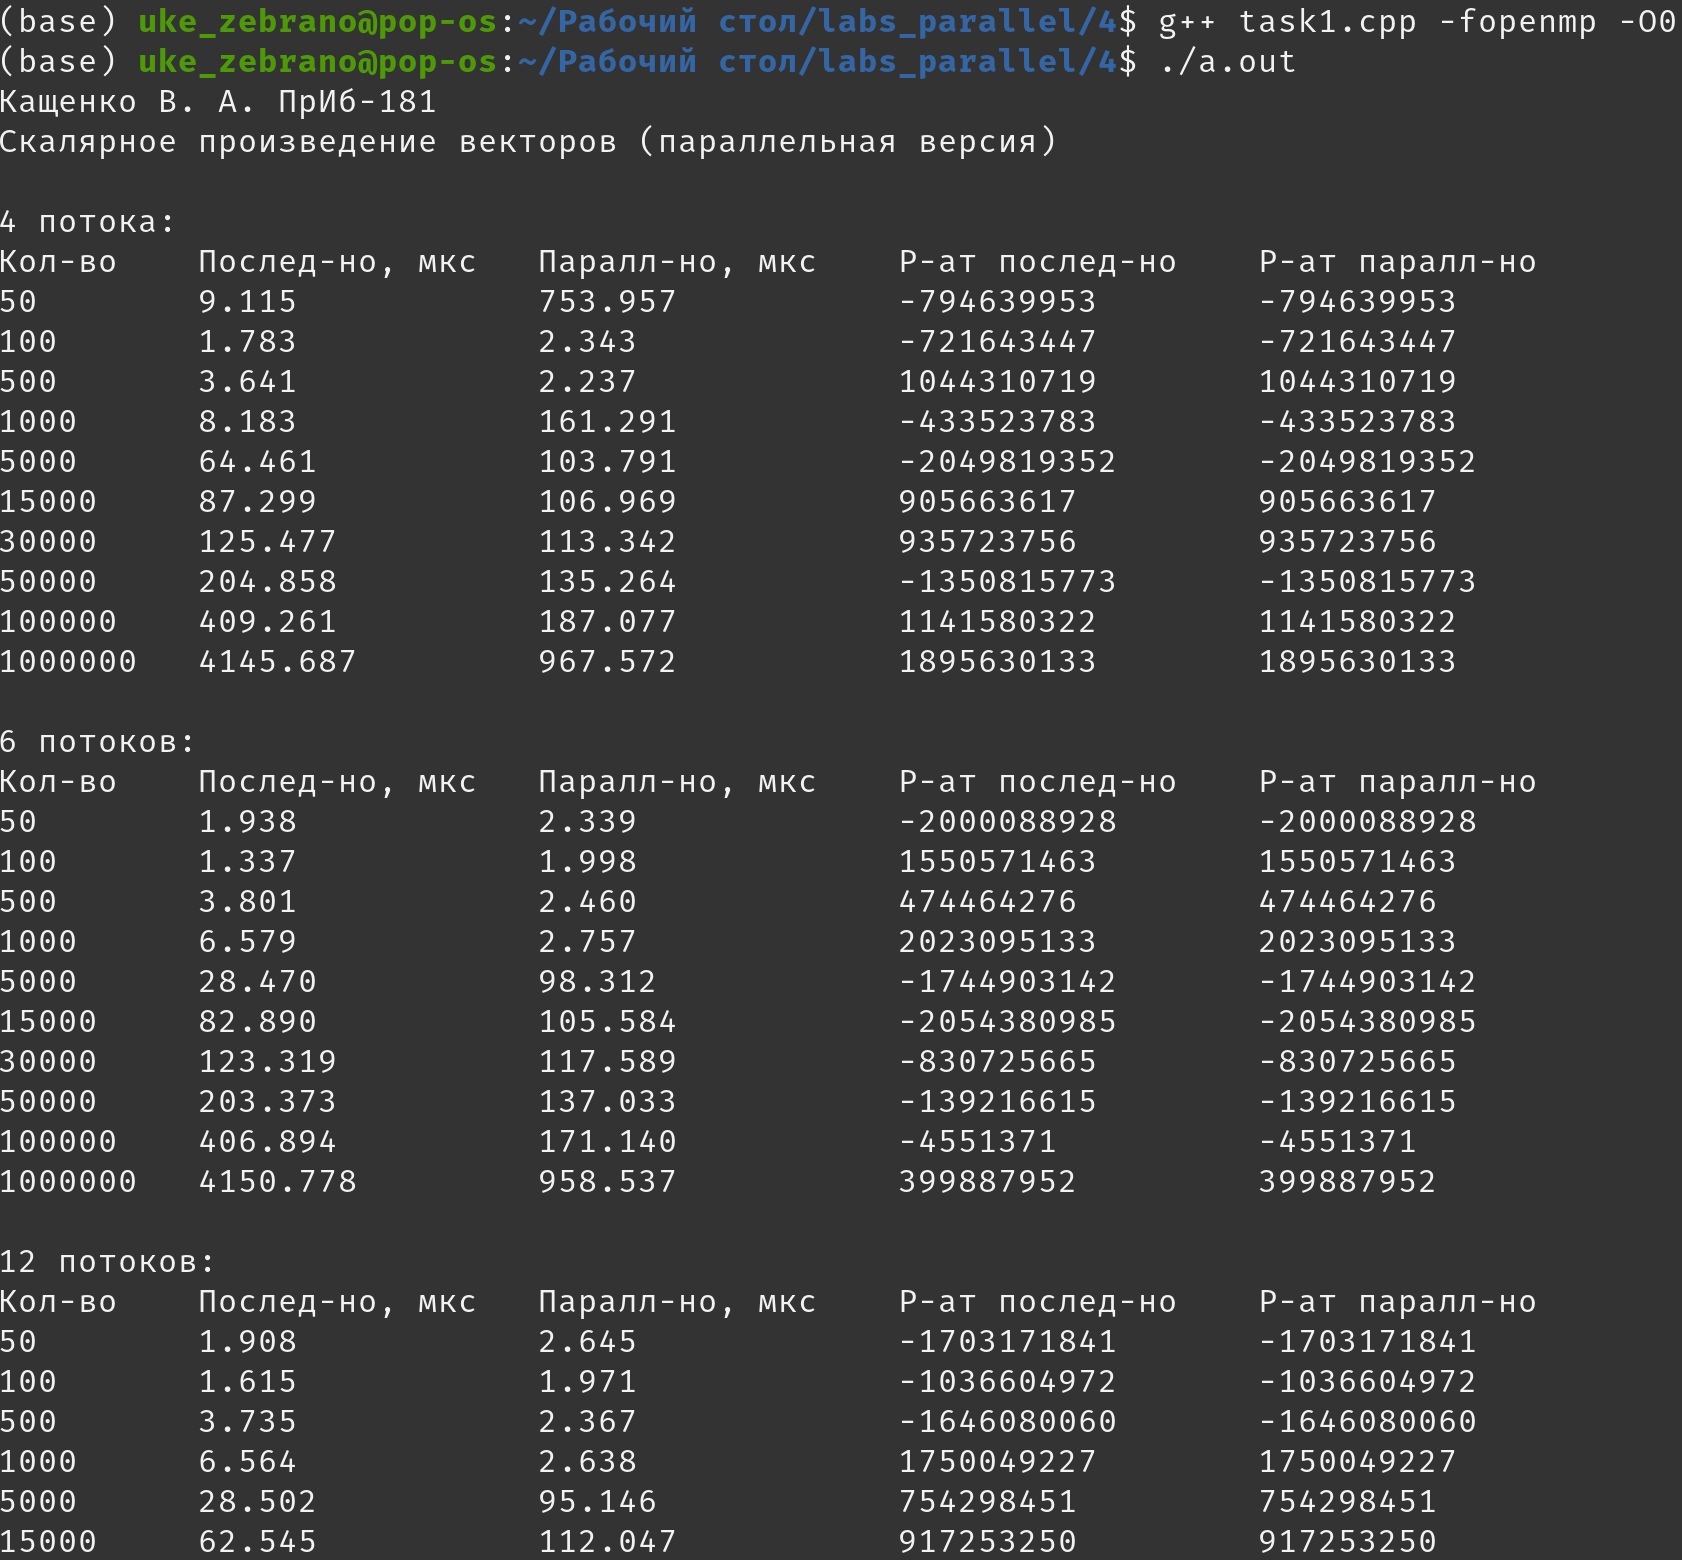 (base) uke_zebrano@pop-os:~/Рабочий стол/labs_parallel/4$ g++ task1.cpp -fopenmp -O0
(base) uke_zebrano@pop-os:~/Рабочий стол/labs_parallel/4$ ./a.out
Кащенко В. А. ПрИб-181
Скалярное произведение векторов (параллельная версия)
4 потока:
Кол-во Послед-но, мкс Паралл-но, мкс Р-ат послед-но Р-ат паралл-но
50 9.115 753.957 -794639953 -794639953
100 1.783 2.343 -721643447 -721643447
500 3.641 2.237 1044310719 1044310719
1000 8.183 161.291 -433523783 -433523783
5000 64.461 103.791 -2049819352 -2049819352
15000 87.299 106.969 905663617 905663617
30000 125.477 113.342 935723756 935723756
50000 204.858 135.264 -1350815773 -1350815773
100000 409.261 187.077 1141580322 1141580322
1000000 4145.687 967.572 1895630133 1895630133
6 потоков:
Кол-во Послед-но, мкс Паралл-но, мкс Р-ат послед-но Р-ат паралл-но
50 1.938 2.339 -2000088928 -2000088928
100 1.337 1.998 1550571463 1550571463
500 3.801 2.460 474464276 474464276
1000 6.579 2.757 2023095133 2023095133
5000 28.470 98.312 -1744903142 -1744903142
15000 82.890 105.584 -2054380985 -2054380985
30000 123.319 117.589 -830725665 -830725665
50000 203.373 137.033 -139216615 -139216615
100000 406.894 171.140 -4551371 -4551371
1000000 4150.778 958.537 399887952 399887952
12 потоков:
Кол-во Послед-но, мкс Паралл-но, мкс Р-ат послед-но Р-ат паралл-но
50 1.908 2.645 -1703171841 -1703171841
100 1.615 1.971 -1036604972 -1036604972
500 3.735 2.367 -1646080060 -1646080060
1000 6.564 2.638 1750049227 1750049227
5000 28.502 95.146 754298451 754298451
15000 62.545 112.047 917253250 917253250